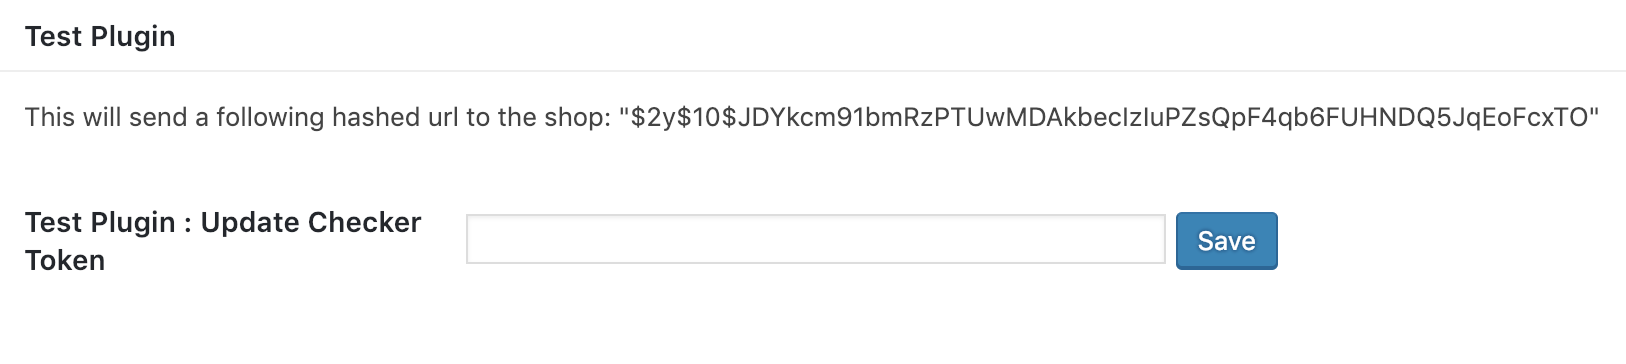 Test Plugin
This will send a following hashed url to the shop: "$2y$10$JDYkcm91bmRzPTUwMDAkbecIzIuPZsQpF4qb6FUHNDQ5JqEoFcxTO"
Test Plugin : Update Checker
Token
Save